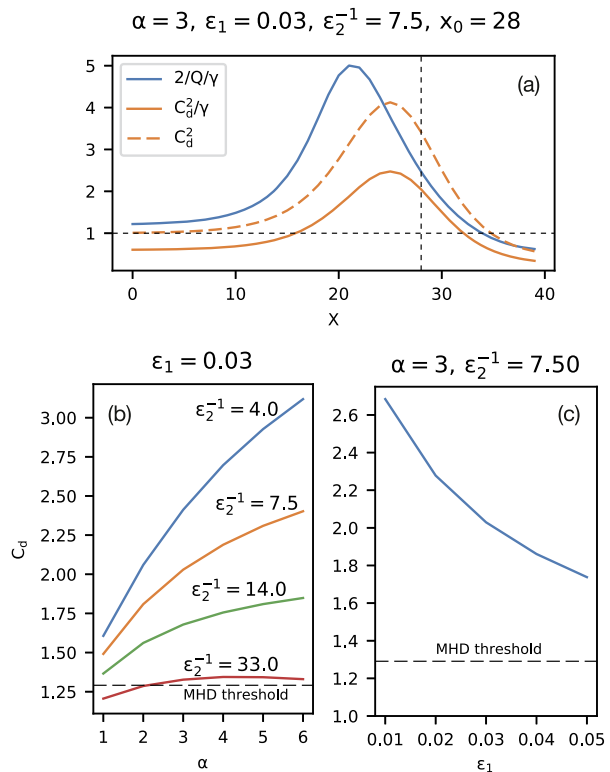 α = 3, ε₁ = 0.03, ε₂⁻¹ = 7.5, x₀ = 28
(a)
2/Q/γ
C_d²/γ
C_d²
5
4
3
2
1
0 10 20 30 40
X
ε₁ = 0.03
(b)
ε₂⁻¹ = 4.0
ε₂⁻¹ = 7.5
ε₂⁻¹ = 14.0
ε₂⁻¹ = 33.0
MHD threshold
3.00
2.75
2.50
2.25
2.00
1.75
1.50
1.25
C_d
1 2 3 4 5 6
α
α = 3, ε₂⁻¹ = 7.50
(c)
MHD threshold
2.6
2.4
2.2
2.0
1.8
1.6
1.4
1.2
1.0
0.01 0.02 0.03 0.04 0.05
ε₁